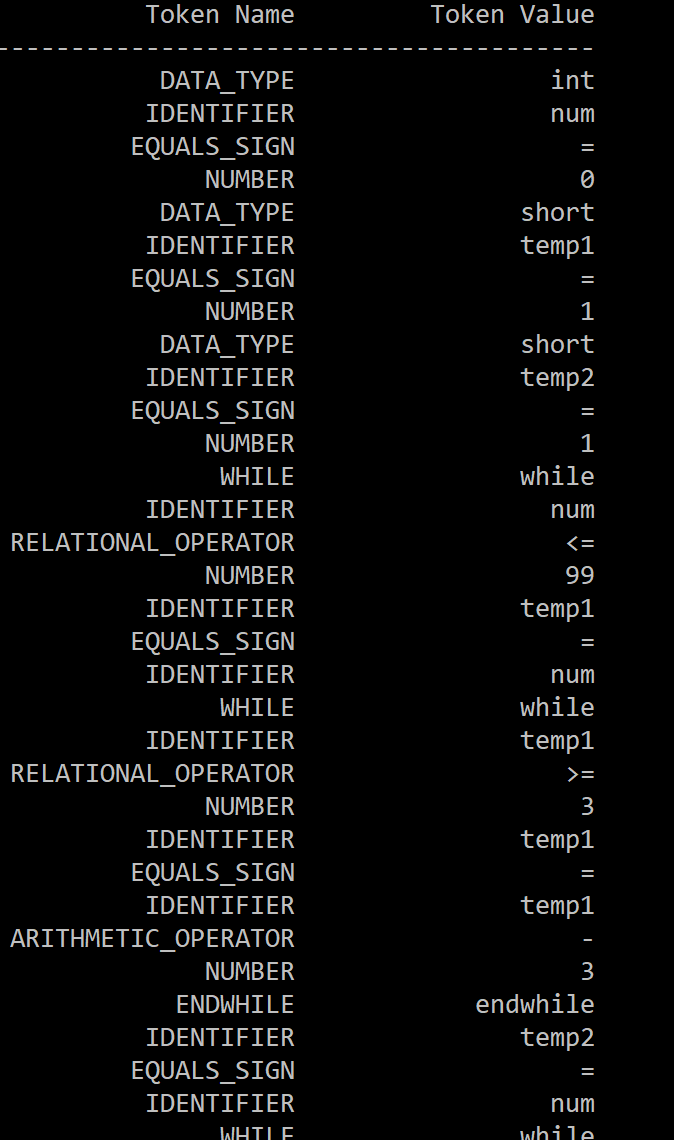 Token Name Token Value
----------------------------------------
DATA_TYPE int
IDENTIFIER num
EQUALS_SIGN =
NUMBER 0
DATA_TYPE short
IDENTIFIER temp1
EQUALS_SIGN =
NUMBER 1
DATA_TYPE short
IDENTIFIER temp2
EQUALS_SIGN =
NUMBER 1
WHILE while
IDENTIFIER num
RELATIONAL_OPERATOR <=
NUMBER 99
IDENTIFIER temp1
EQUALS_SIGN =
IDENTIFIER num
WHILE while
IDENTIFIER temp1
RELATIONAL_OPERATOR >=
NUMBER 3
IDENTIFIER temp1
EQUALS_SIGN =
IDENTIFIER temp1
ARITHMETIC_OPERATOR -
NUMBER 3
ENDWHILE endwhile
IDENTIFIER temp2
EQUALS_SIGN =
IDENTIFIER num
WHILE while